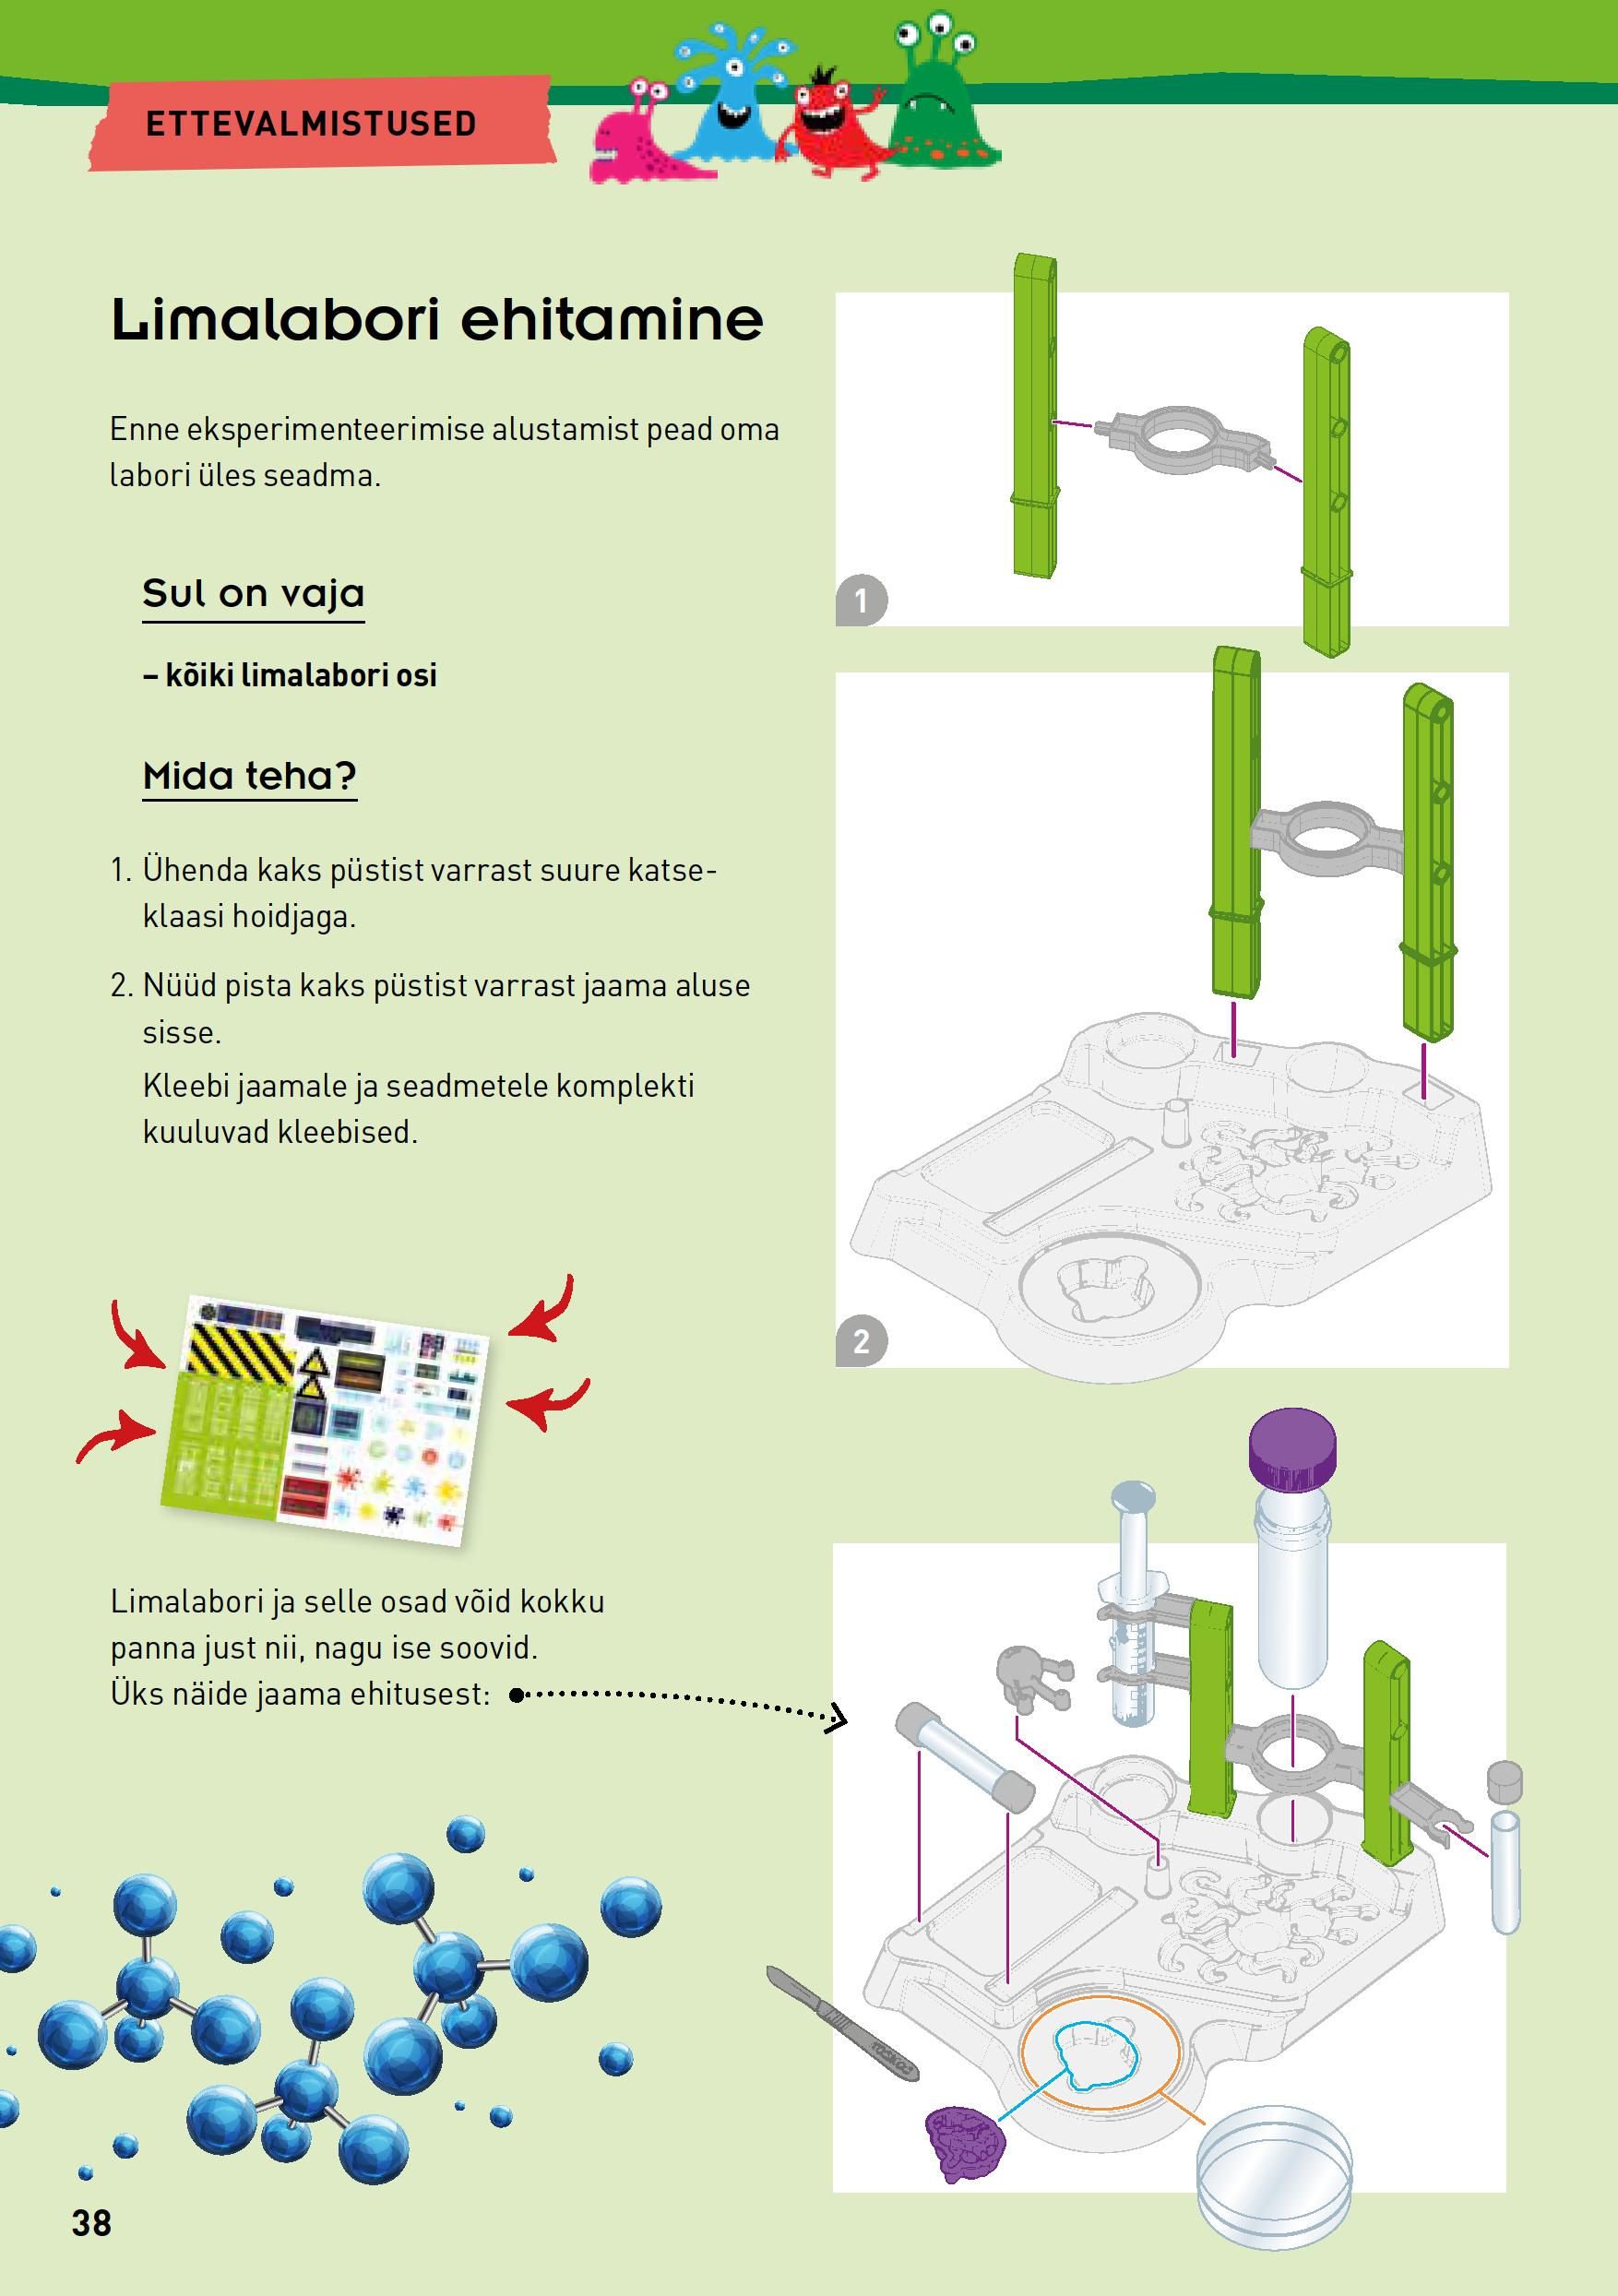 ETTEVALMISTUSED
Limalabori ehitamine
Enne eksperimenteerimise alustamist pead oma
labori üles seadma.
Sul on vaja
– kõiki limalabori osi
Mida teha?
1. Ühenda kaks püstist varrast suure katse-
klaasi hoidjaga.
2. Nüüd pista kaks püstist varrast jaama aluse
sisse.
Kleebi jaamale ja seadmetele komplekti
kuuluvad kleebised.
Limalabori ja selle osad võid kokku
panna just nii, nagu ise soovid.
Üks näide jaama ehitusest:
1
2
38